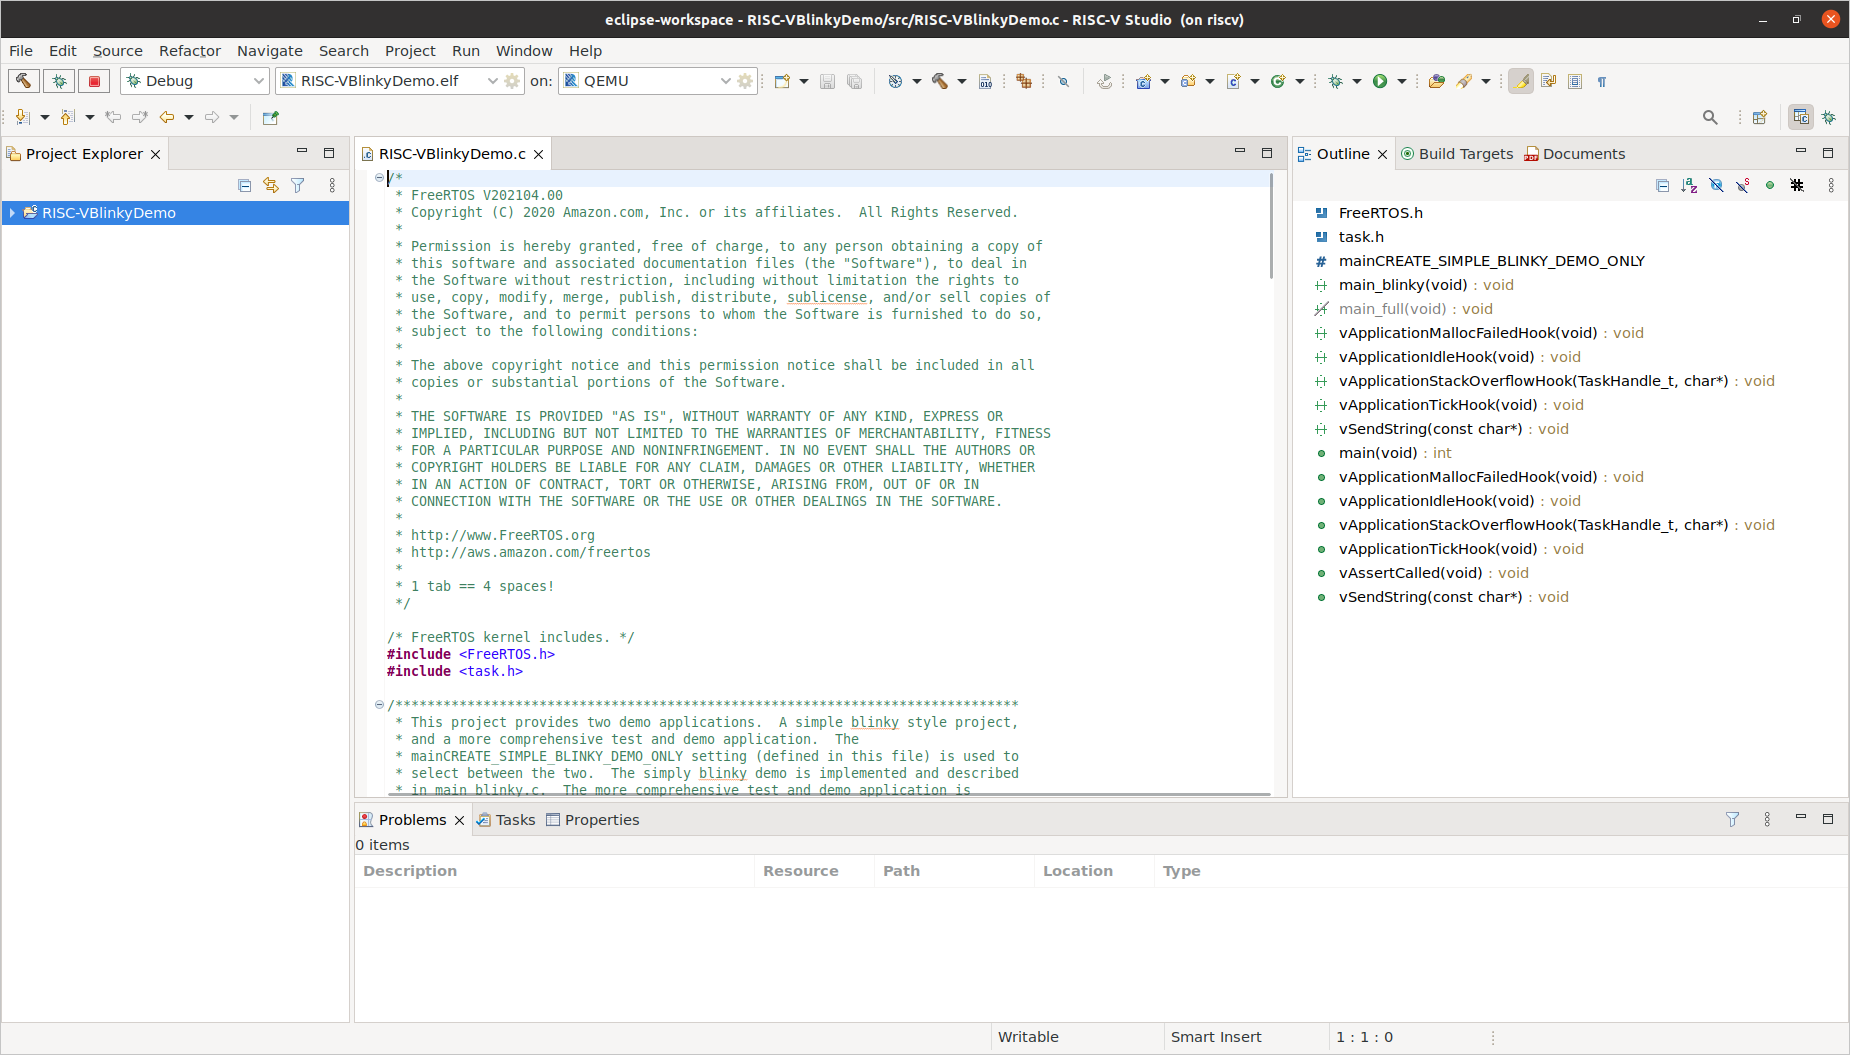 eclipse-workspace - RISC-VBlinkyDemo/src/RISC-VBlinkyDemo.c - RISC-V Studio  (on riscv)
File Edit Source Refactor Navigate Search Project Run Window Help
Debug RISC-VBlinkyDemo.elf on: QEMU
Project Explorer
RISC-VBlinkyDemo
RISC-VBlinkyDemo.c
/*
* FreeRTOS V202104.00
* Copyright (C) 2020 Amazon.com, Inc. or its affiliates.  All Rights Reserved.
*
* Permission is hereby granted, free of charge, to any person obtaining a copy of
* this software and associated documentation files (the "Software"), to deal in
* the Software without restriction, including without limitation the rights to
* use, copy, modify, merge, publish, distribute, sublicense, and/or sell copies of
* the Software, and to permit persons to whom the Software is furnished to do so,
* subject to the following conditions:
*
* The above copyright notice and this permission notice shall be included in all
* copies or substantial portions of the Software.
*
* THE SOFTWARE IS PROVIDED "AS IS", WITHOUT WARRANTY OF ANY KIND, EXPRESS OR
* IMPLIED, INCLUDING BUT NOT LIMITED TO THE WARRANTIES OF MERCHANTABILITY, FITNESS
* FOR A PARTICULAR PURPOSE AND NONINFRINGEMENT. IN NO EVENT SHALL THE AUTHORS OR
* COPYRIGHT HOLDERS BE LIABLE FOR ANY CLAIM, DAMAGES OR OTHER LIABILITY, WHETHER
* IN AN ACTION OF CONTRACT, TORT OR OTHERWISE, ARISING FROM, OUT OF OR IN
* CONNECTION WITH THE SOFTWARE OR THE USE OR OTHER DEALINGS IN THE SOFTWARE.
*
* http://www.FreeRTOS.org
* http://aws.amazon.com/freertos
*
* 1 tab == 4 spaces!
*/
/* FreeRTOS kernel includes. */
#include <FreeRTOS.h>
#include <task.h>
/******************************************************************************
* This project provides two demo applications.  A simple blinky style project,
* and a more comprehensive test and demo application.  The
* mainCREATE_SIMPLE_BLINKY_DEMO_ONLY setting (defined in this file) is used to
* select between the two.  The simply blinky demo is implemented and described
* in main_blinky.c.  The more comprehensive test and demo application is
Outline Build Targets Documents
FreeRTOS.h
task.h
# mainCREATE_SIMPLE_BLINKY_DEMO_ONLY
main_blinky(void) : void
main_full(void) : void
vApplicationMallocFailedHook(void) : void
vApplicationIdleHook(void) : void
vApplicationStackOverflowHook(TaskHandle_t, char*) : void
vApplicationTickHook(void) : void
vSendString(const char*) : void
main(void) : int
vApplicationMallocFailedHook(void) : void
vApplicationIdleHook(void) : void
vApplicationStackOverflowHook(TaskHandle_t, char*) : void
vApplicationTickHook(void) : void
vAssertCalled(void) : void
vSendString(const char*) : void
Problems Tasks Properties
0 items
Description Resource Path Location Type
Writable Smart Insert 1 : 1 : 0